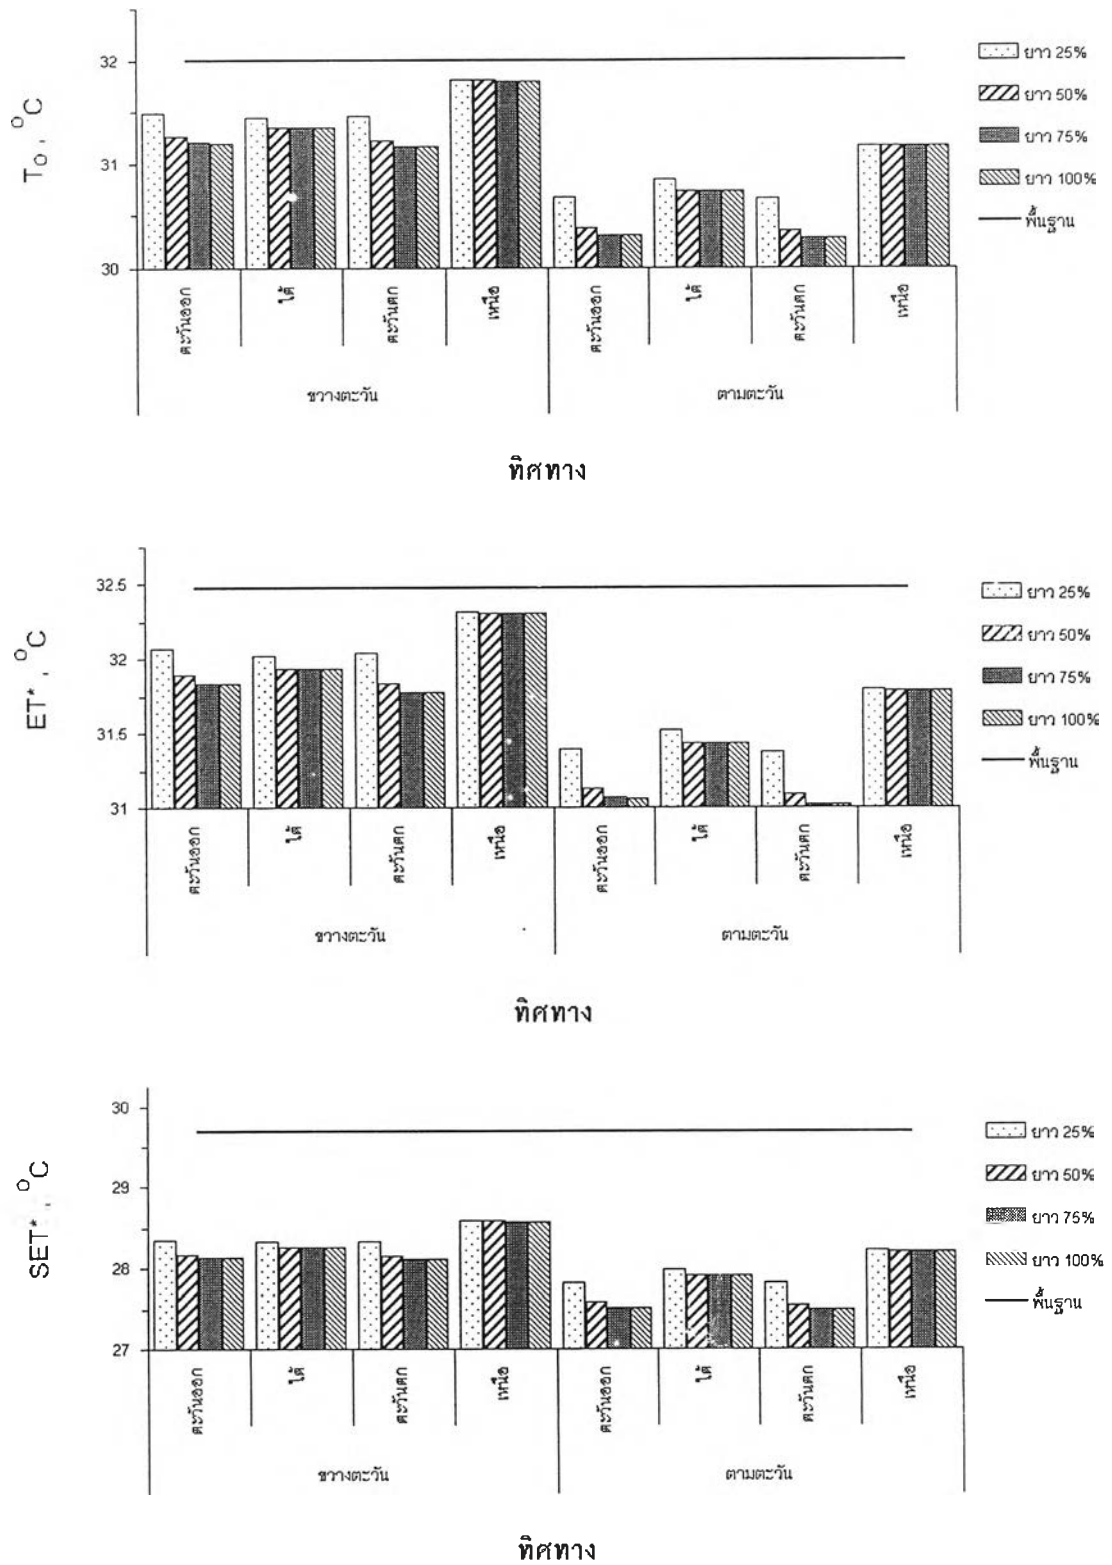 32
31
30
T₀, °C
ยาว 25%
ยาว 50%
ยาว 75%
ยาว 100%
พื้นฐาน
ตะวันออก
ใต้
ตะวันตก
เหนือ
ตะวันออก
ใต้
ตะวันตก
เหนือ
ขวางตะวัน
ตามตะวัน
ทิศทาง
32.5
32
31.5
31
ET*, °C
ยาว 25%
ยาว 50%
ยาว 75%
ยาว 100%
พื้นฐาน
ตะวันออก
ใต้
ตะวันตก
เหนือ
ตะวันออก
ใต้
ตะวันตก
เหนือ
ขวางตะวัน
ตามตะวัน
ทิศทาง
30
29
28
27
SET*, °C
ยาว 25%
ยาว 50%
ยาว 75%
ยาว 100%
พื้นฐาน
ตะวันออก
ใต้
ตะวันตก
เหนือ
ตะวันออก
ใต้
ตะวันตก
เหนือ
ขวางตะวัน
ตามตะวัน
ทิศทาง